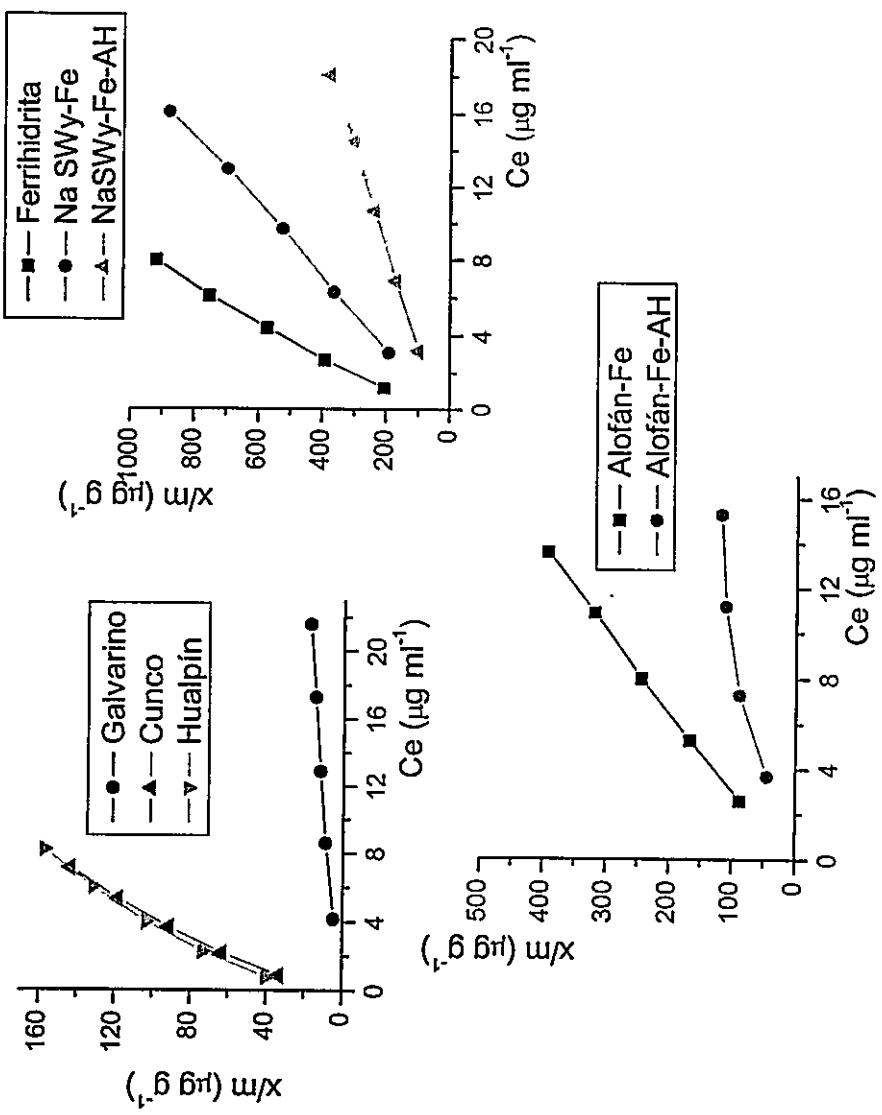 Galvarino
Cunco
Hualpín
x/m (µg g⁻¹)
160
120
80
40
0
0
4
8
12
16
20
Ce (µg ml⁻¹)
Ferrihidrita
Na SWy-Fe
NaSWy-Fe-AH
x/m (µg g⁻¹)
1000
800
600
400
200
0
0
4
8
12
16
20
Ce (µg ml⁻¹)
Alofán-Fe
Alofán-Fe-AH
x/m (µg g⁻¹)
500
400
300
200
100
0
0
4
8
12
16
Ce (µg ml⁻¹)